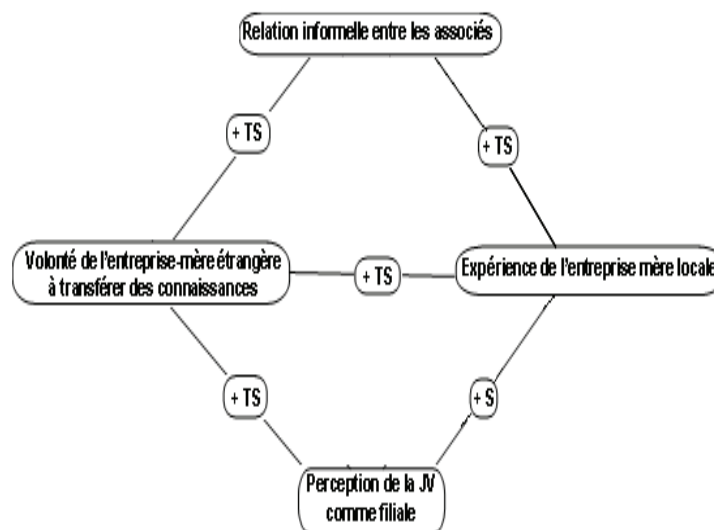 Relation informelle entre les associés
+ TS
+ TS
Volonté de l'entreprise-mère étrangère
à transférer des connaissances
+ TS
Expérience de l'entreprise mère locale
+ TS
+ S
Perception de la JV
comme filiale